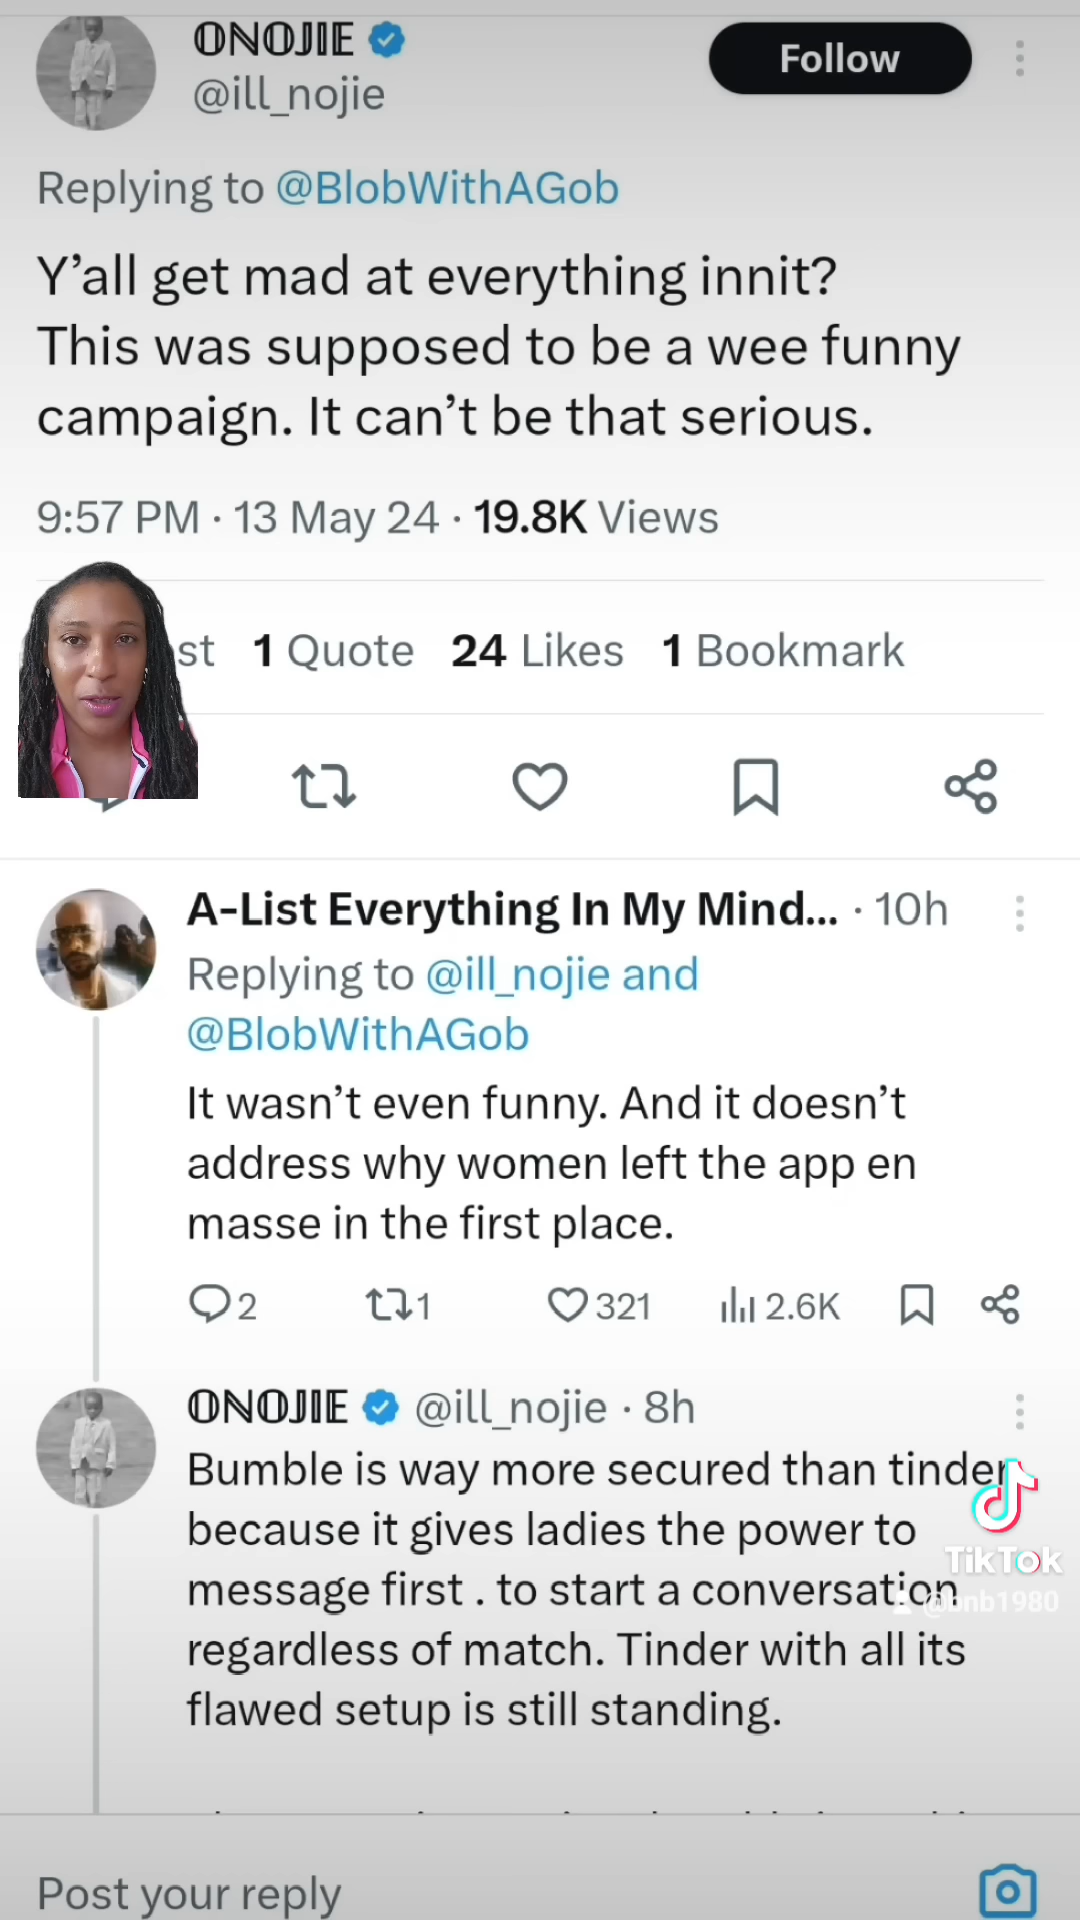 ONOJIE
@ill_nojie
Follow
Replying to @BlobWithAGob
Y'all get mad at everything innit?
This was supposed to be a wee funny
campaign. It can't be that serious.
9:57 PM · 13 May 24 · 19.8K Views
st 1 Quote 24 Likes 1 Bookmark
A-List Everything In My Mind... · 10h
Replying to @ill_nojie and
@BlobWithAGob
It wasn't even funny. And it doesn't
address why women left the app en
masse in the first place.
2 1 321 2.6K
ONOJIE @ill_nojie · 8h
Bumble is way more secured than tinder
because it gives ladies the power to
message first . to start a conversation
regardless of match. Tinder with all its
flawed setup is still standing.
TikTok
@bnb1980
Post your reply